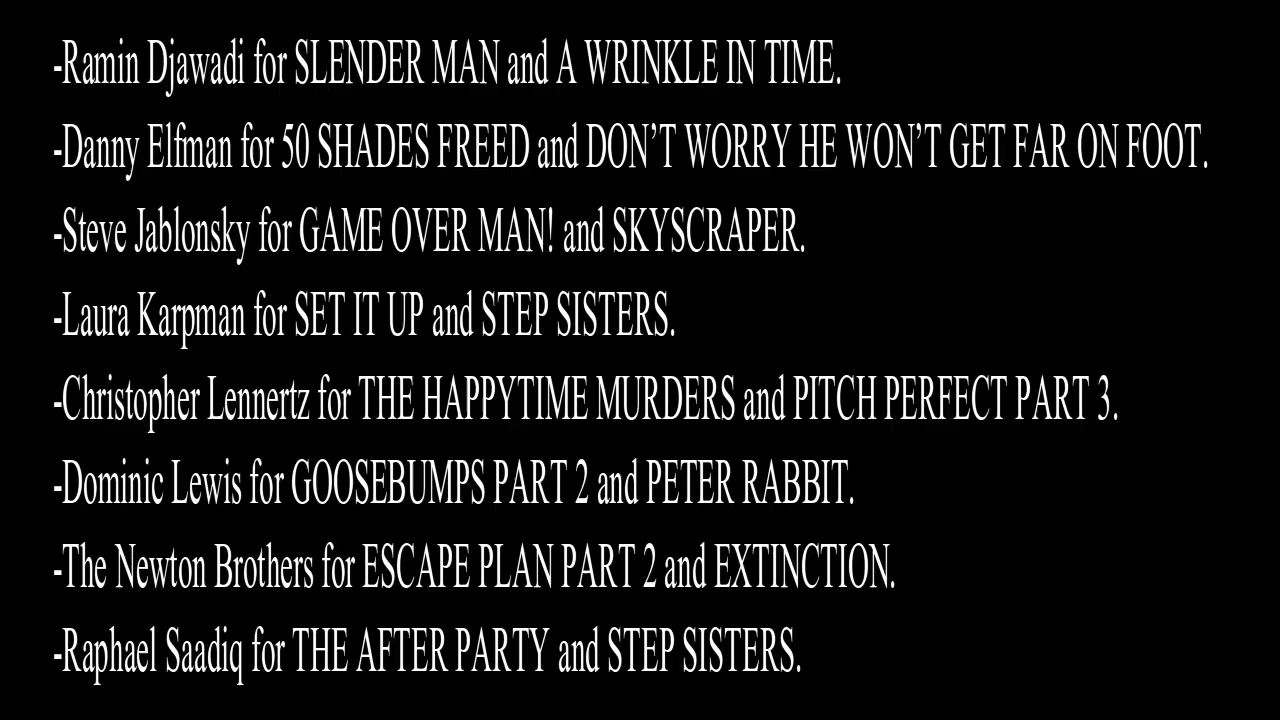 -Ramin Djawadi for SLENDER MAN and A WRINKLE IN TIME.
-Danny Elfman for 50 SHADES FREED and DON’T WORRY HE WON’T GET FAR ON FOOT.
-Steve Jablonsky for GAME OVER MAN! and SKYSCRAPER.
-Laura Karpman for SET IT UP and STEP SISTERS.
-Christopher Lennertz for THE HAPPYTIME MURDERS and PITCH PERFECT PART 3.
-Dominic Lewis for GOOSEBUMPS PART 2 and PETER RABBIT.
-The Newton Brothers for ESCAPE PLAN PART 2 and EXTINCTION.
-Raphael Saadiq for THE AFTER PARTY and STEP SISTERS.